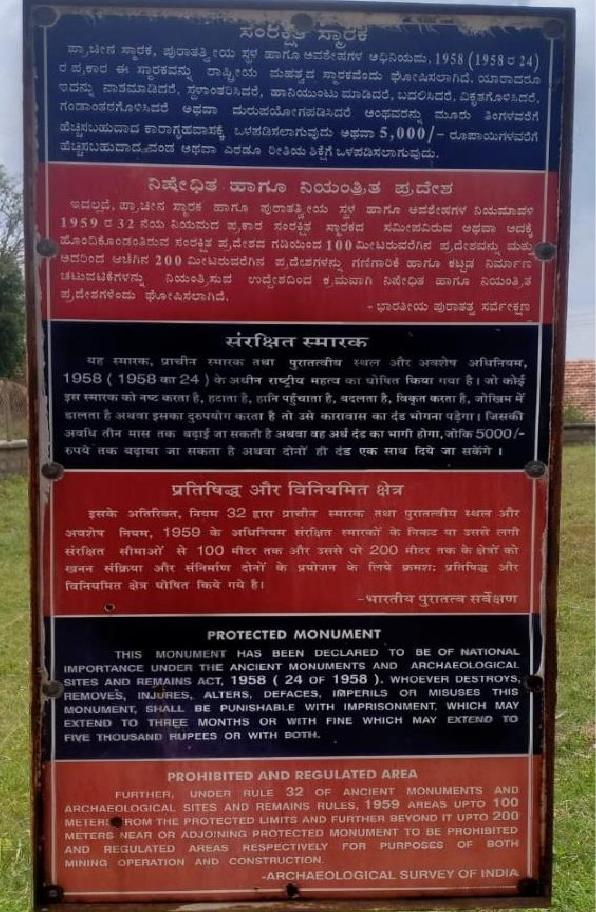 ಸಂರಕ್ಷಿತ ಸ್ಮಾರಕ
ಪ್ರಾಚೀನ ಸ್ಮಾರಕ, ಪುರಾತತ್ವೀಯ ಸ್ಥಳ ಹಾಗೂ ಅವಶೇಷಗಳ ಅಧಿನಿಯಮ, 1958 (1958 ರ 24)
ರ ಪ್ರಕಾರ ಈ ಸ್ಮಾರಕವನ್ನು ರಾಷ್ಟ್ರೀಯ ಮಹತ್ವದ ಸ್ಮಾರಕವೆಂದು ಘೋಷಿಸಲಾಗಿದೆ. ಯಾರಾದರೂ
ಇದನ್ನು ನಾಶಮಾಡಿದರೆ, ಸ್ಥಳಾಂತರಿಸಿದರೆ, ಹಾನಿಯುಂಟು ಮಾಡಿದರೆ, ಬದಲಿಸಿದರೆ, ವಿಕೃತಗೊಳಿಸಿದರೆ,
ಗಂಡಾಂತರಗೊಳಿಸಿದರೆ ಅಥವಾ ದುರುಪಯೋಗಪಡಿಸಿದರೆ ಅಂಥವರನ್ನು ಮೂರು ತಿಂಗಳವರೆಗೆ
ಹೆಚ್ಚಿಸಬಹುದಾದ ಕಾರಾಗೃಹವಾಸಕ್ಕೆ ಒಳಪಡಿಸಲಾಗುವುದು ಅಥವಾ 5,000/- ರೂಪಾಯಿಗಳವರೆಗೆ
ಹೆಚ್ಚಿಸಬಹುದಾದ ದಂಡ ಅಥವಾ ಎರಡೂ ರೀತಿಯ ಶಿಕ್ಷೆಗೆ ಒಳಪಡಿಸಲಾಗುವುದು.
ನಿಷೇಧಿತ ಹಾಗೂ ನಿಯಂತ್ರಿತ ಪ್ರದೇಶ
ಇದಲ್ಲದೆ, ಪ್ರಾಚೀನ ಸ್ಮಾರಕ ಹಾಗೂ ಪುರಾತತ್ವೀಯ ಸ್ಥಳ ಹಾಗೂ ಅವಶೇಷಗಳ ನಿಯಮಾವಳಿ
1959 ರ 32 ನೆಯ ನಿಯಮದ ಪ್ರಕಾರ ಸಂರಕ್ಷಿತ ಸ್ಮಾರಕದ ಸಮೀಪವಿರುವ ಅಥವಾ ಅದಕ್ಕೆ
ಹೊಂದಿಕೊಂಡಂತಿರುವ ಸಂರಕ್ಷಿತ ಪ್ರದೇಶದ ಗಡಿಯಿಂದ 100 ಮೀಟರುವರೆಗಿನ ಪ್ರದೇಶವನ್ನು ಮತ್ತು
ಅದರಿಂದ ಆಚೆಗಿನ 200 ಮೀಟರುವರೆಗಿನ ಪ್ರದೇಶಗಳನ್ನು ಗಣಿಗಾರಿಕೆ ಹಾಗೂ ಕಟ್ಟಡ ನಿರ್ಮಾಣ
ಚಟುವಟಿಕೆಗಳನ್ನು ನಿಯಂತ್ರಿಸುವ ಉದ್ದೇಶದಿಂದ ಕ್ರಮವಾಗಿ ನಿಷೇಧಿತ ಹಾಗೂ ನಿಯಂತ್ರಿತ
ಪ್ರದೇಶಗಳೆಂದು ಘೋಷಿಸಲಾಗಿದೆ.
- ಭಾರತೀಯ ಪುರಾತತ್ವ ಸರ್ವೇಕ್ಷಣ
संरक्षित स्मारक
यह स्मारक, प्राचीन स्मारक तथा पुरातत्वीय स्थल और अवशेष अधिनियम,
1958 ( 1958 का 24 ) के अधीन राष्ट्रीय महत्व का घोषित किया गया है। जो कोई
इस स्मारक को नष्ट करता है, हटाता है, हानि पहुँचाता है, बदलता है, विकृत करता है, जोखिम में
डालता है अथवा इसका दुरुपयोग करता है तो उसे कारावास का दंड भोगना पड़ेगा। जिसकी
अवधि तीन मास तक बढ़ाई जा सकती है अथवा वह अर्थ दंड का भागी होगा, जोकि 5000/-
रुपये तक बढ़ाया जा सकता है अथवा दोनों ही दंड एक साथ दिये जा सकेंगे ।
प्रतिषिद्ध और विनियमित क्षेत्र
इसके अतिरिक्त, नियम 32 द्वारा प्राचीन स्मारक तथा पुरातत्वीय स्थल और
अवशेष नियम, 1959 के अधिनियम संरक्षित स्मारकों के निकट या उससे लगी
संरक्षित सीमाओं से 100 मीटर तक और उससे परे 200 मीटर तक के क्षेत्रों को
खनन संक्रिया और संनिर्माण दोनों के प्रयोजन के लिये क्रमशः प्रतिषिद्ध और
विनियमित क्षेत्र घोषित किये गये है।
-भारतीय पुरातत्व सर्वेक्षण
PROTECTED MONUMENT
THIS MONUMENT HAS BEEN DECLARED TO BE OF NATIONAL
IMPORTANCE UNDER THE ANCIENT MONUMENTS AND ARCHAEOLOGICAL
SITES AND REMAINS ACT, 1958 ( 24 OF 1958 ). WHOEVER DESTROYS,
REMOVES, INJURES, ALTERS, DEFACES, IMPERILS OR MISUSES THIS
MONUMENT, SHALL BE PUNISHABLE WITH IMPRISONMENT, WHICH MAY
EXTEND TO THREE MONTHS OR WITH FINE WHICH MAY EXTEND TO
FIVE THOUSAND RUPEES OR WITH BOTH.
PROHIBITED AND REGULATED AREA
FURTHER, UNDER RULE 32 OF ANCIENT MONUMENTS AND
ARCHAEOLOGICAL SITES AND REMAINS RULES, 1959 AREAS UPTO 100
METERS FROM THE PROTECTED LIMITS AND FURTHER BEYOND IT UPTO 200
METERS NEAR OR ADJOINING PROTECTED MONUMENT TO BE PROHIBITED
AND REGULATED AREAS RESPECTIVELY FOR PURPOSES OF BOTH
MINING OPERATION AND CONSTRUCTION.
-ARCHAEOLOGICAL SURVEY OF INDIA